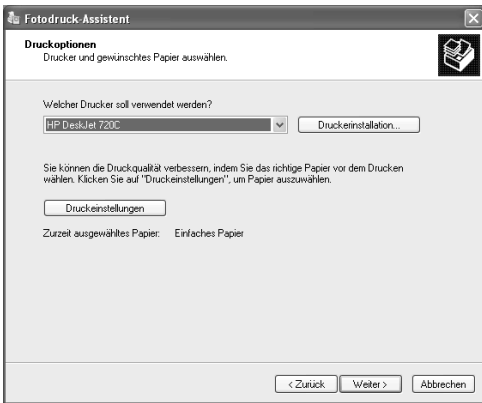 Fotodruck-Assistent
Druckoptionen
Drucker und gewünschtes Papier auswählen.
Welcher Drucker soll verwendet werden?
HP DeskJet 720C
Druckerinstallation...
Sie können die Druckqualität verbessern, indem Sie das richtige Papier vor dem Drucken
wählen. Klicken Sie auf "Druckeinstellungen", um Papier auszuwählen.
Druckeinstellungen
Zurzeit ausgewähltes Papier: Einfaches Papier
< Zurück Weiter > Abbrechen